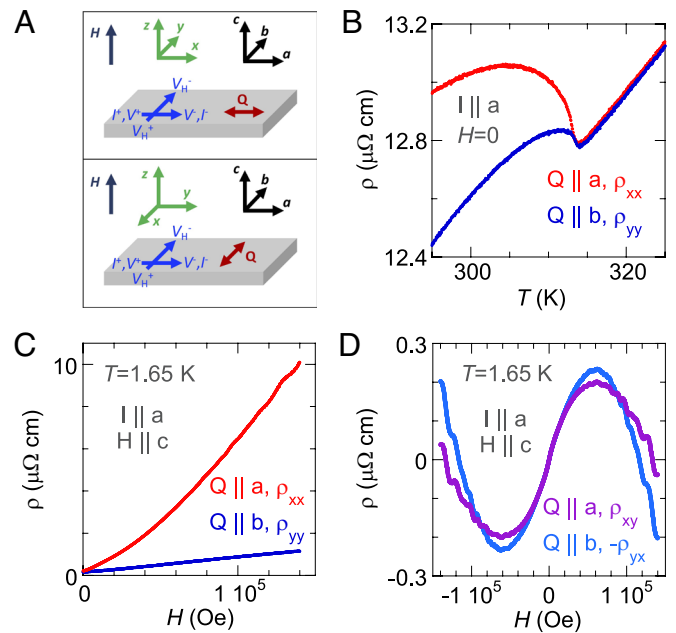 A
H
z
y
x
c
b
a
V_H^-
I^+,V^+
V^-,I^-
V_H^+
Q
H
z
y
x
c
b
a
V_H^-
I^+,V^+
V^-,I^-
V_H^+
Q
B
13.2
12.8
12.4
ρ (μΩ cm)
I || a
H=0
Q || a, ρ_xx
Q || b, ρ_yy
300
320
T (K)
C
10
0
ρ (μΩ cm)
T=1.65 K
I || a
H || c
Q || a, ρ_xx
Q || b, ρ_yy
0
1 10^5
H (Oe)
D
0.3
0
-0.3
ρ (μΩ cm)
T=1.65 K
I || a
H || c
Q || a, ρ_xy
Q || b, -ρ_yx
-1 10^5
0
1 10^5
H (Oe)